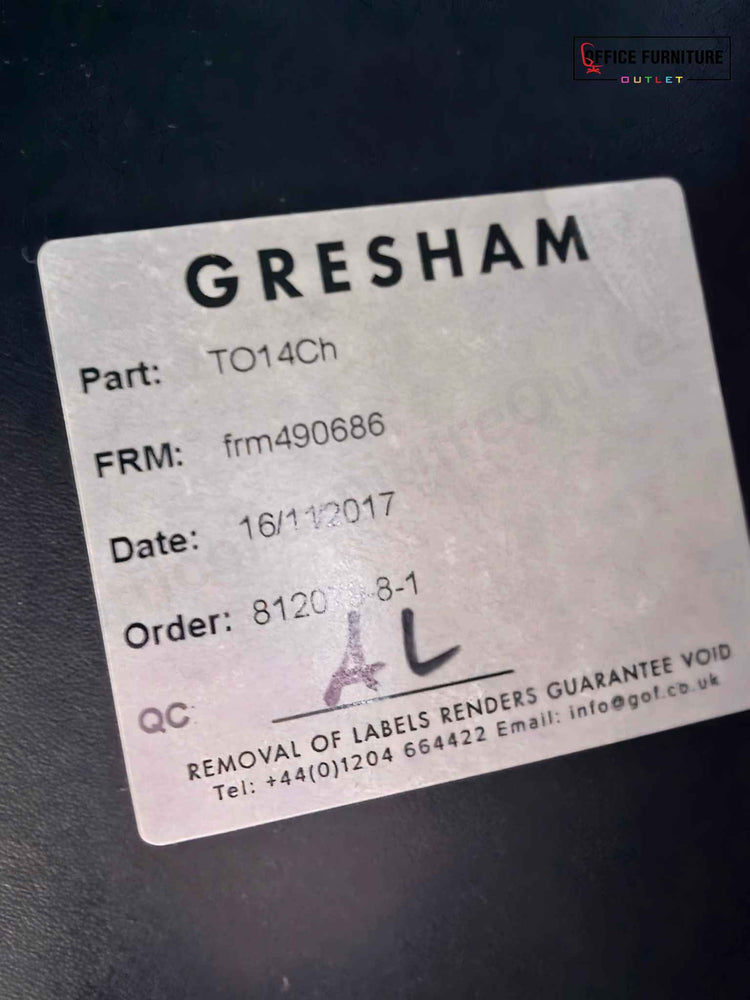 OFFICE FURNITURE
OUTLET
GRESHAM
Part: TO14Ch
FRM: frm490686
Date: 16/11/2017
Order:
QC: AL
REMOVAL OF LABELS RENDERS GUARANTEE VOID
Tel: +44(0)1204 664422 Email: info@gof.co.uk